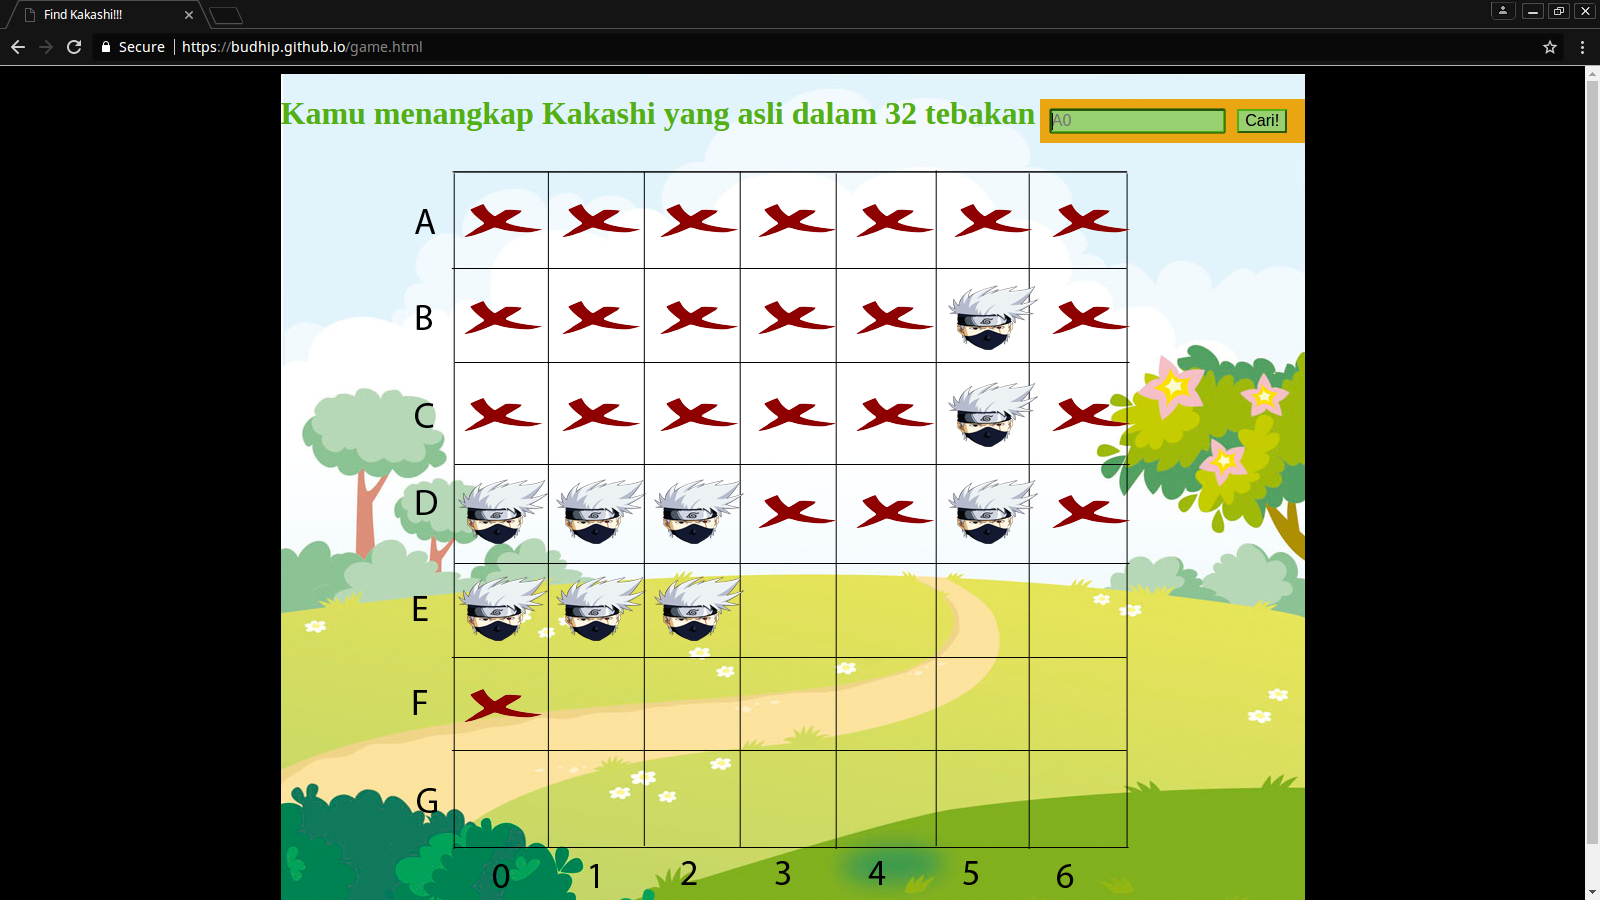 Find Kakashi!!!
Secure https://budhip.github.io/game.html
Kamu menangkap Kakashi yang asli dalam 32 tebakan A0 Cari!
A
B
C
D
E
F
G
0 1 2 3 4 5 6